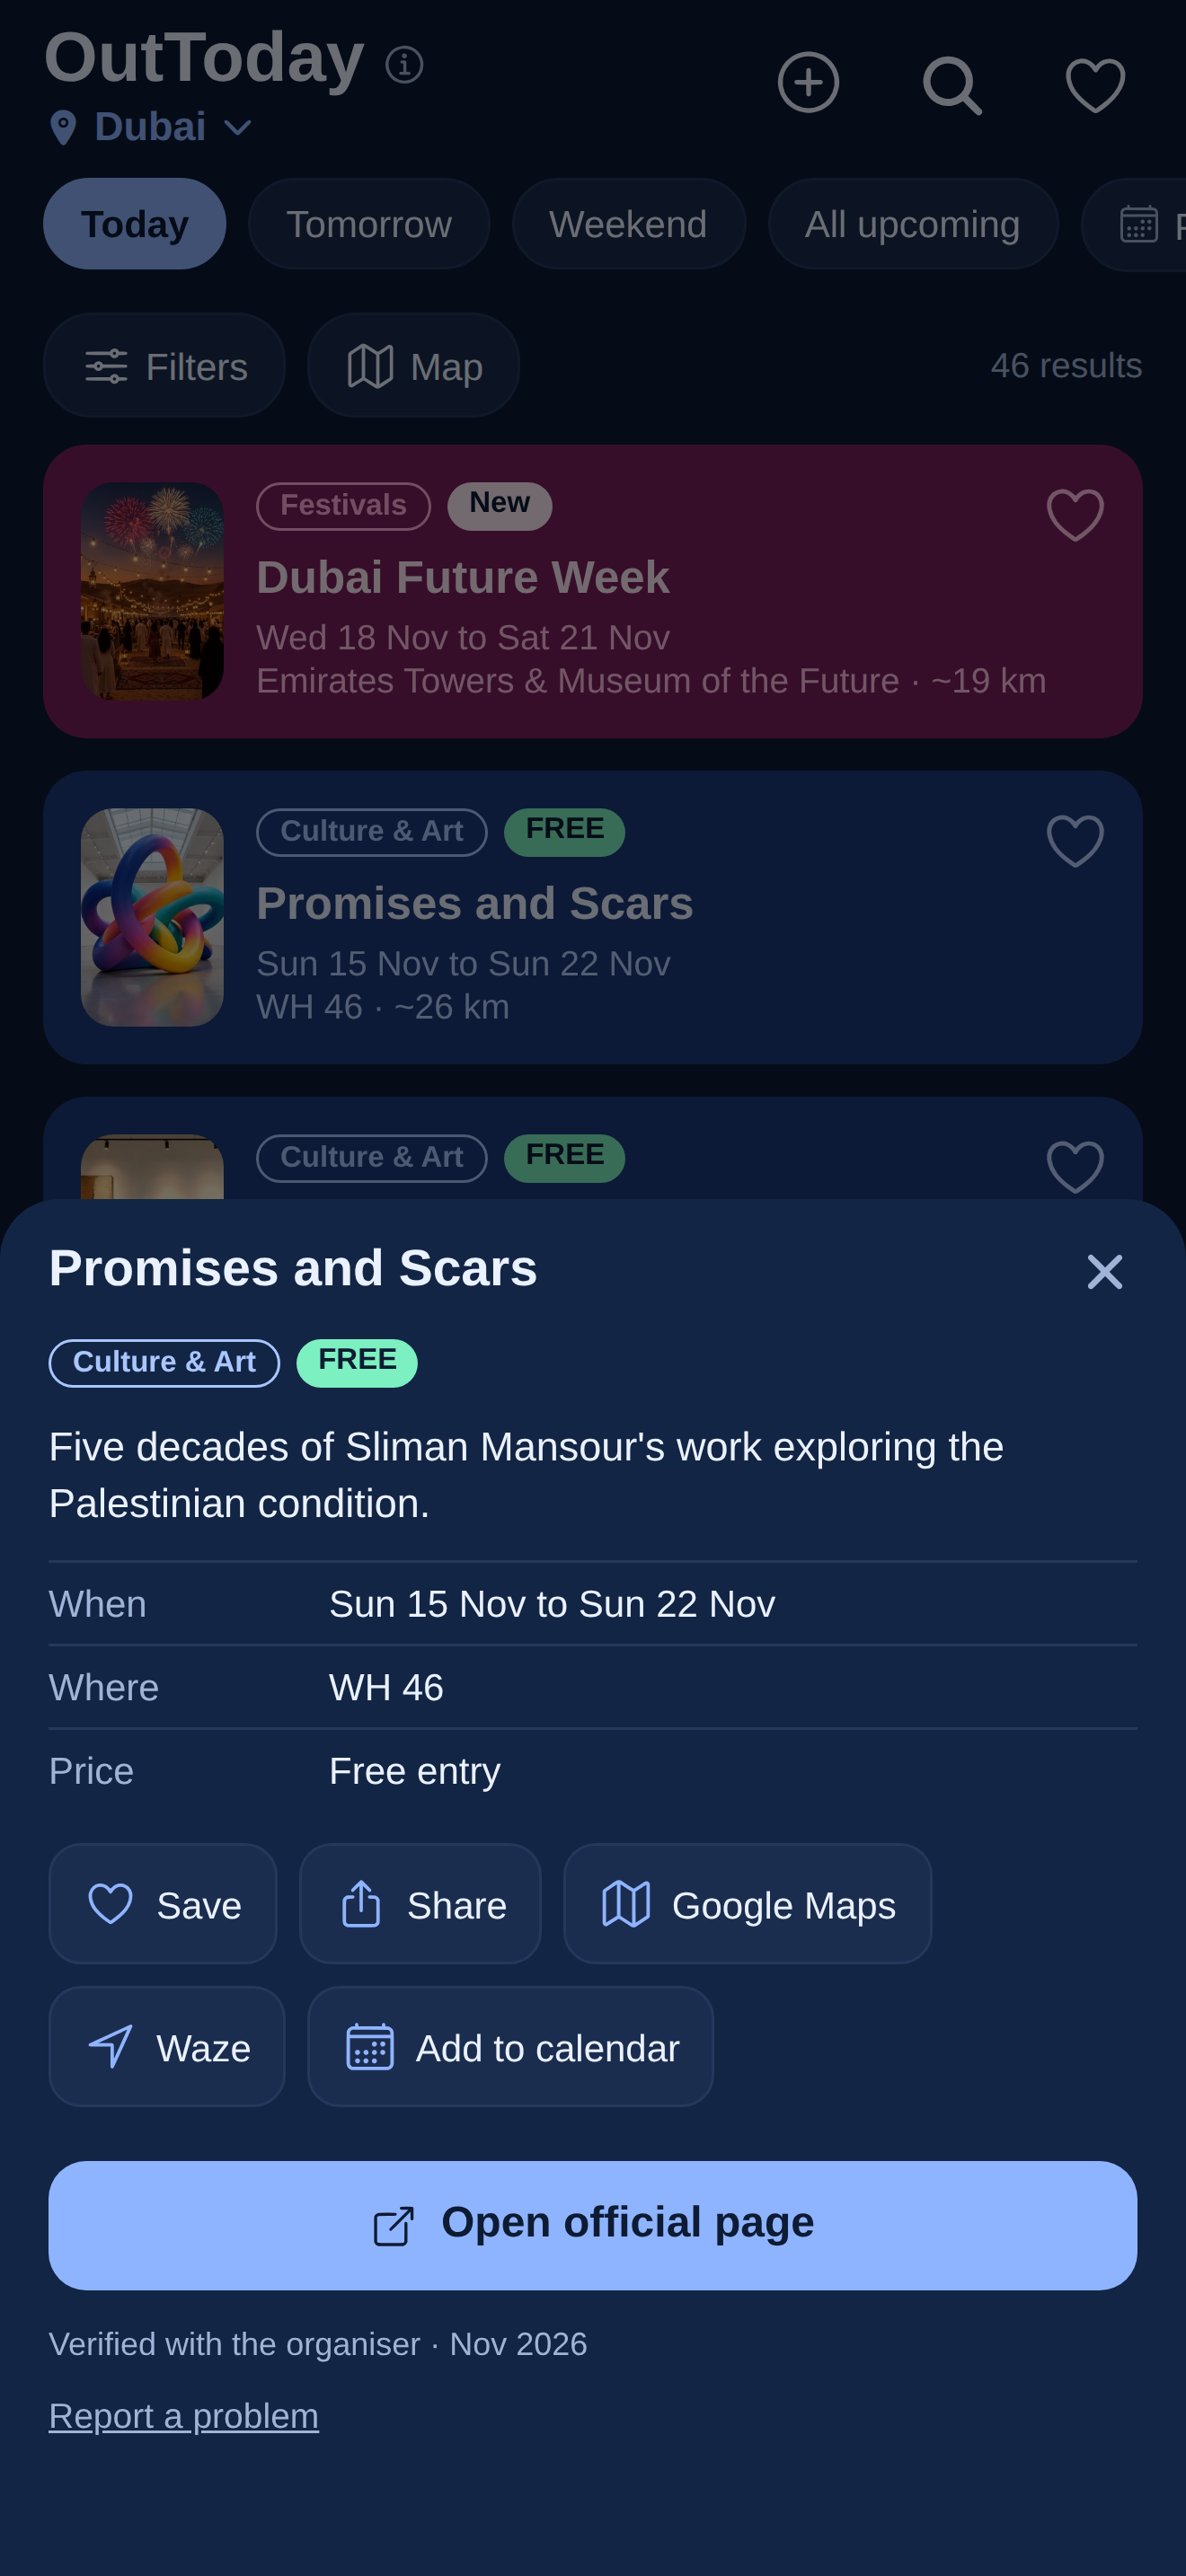 OutToday
Dubai
Today
Tomorrow
Weekend
All upcoming
Filters
Map
46 results
Festivals
New
Dubai Future Week
Wed 18 Nov to Sat 21 Nov
Emirates Towers & Museum of the Future · ~19 km
Culture & Art
FREE
Promises and Scars
Sun 15 Nov to Sun 22 Nov
WH 46 · ~26 km
Culture & Art
FREE
Promises and Scars
Culture & Art
FREE
Five decades of Sliman Mansour's work exploring the
Palestinian condition.
When
Sun 15 Nov to Sun 22 Nov
Where
WH 46
Price
Free entry
Save
Share
Google Maps
Waze
Add to calendar
Open official page
Verified with the organiser · Nov 2026
Report a problem